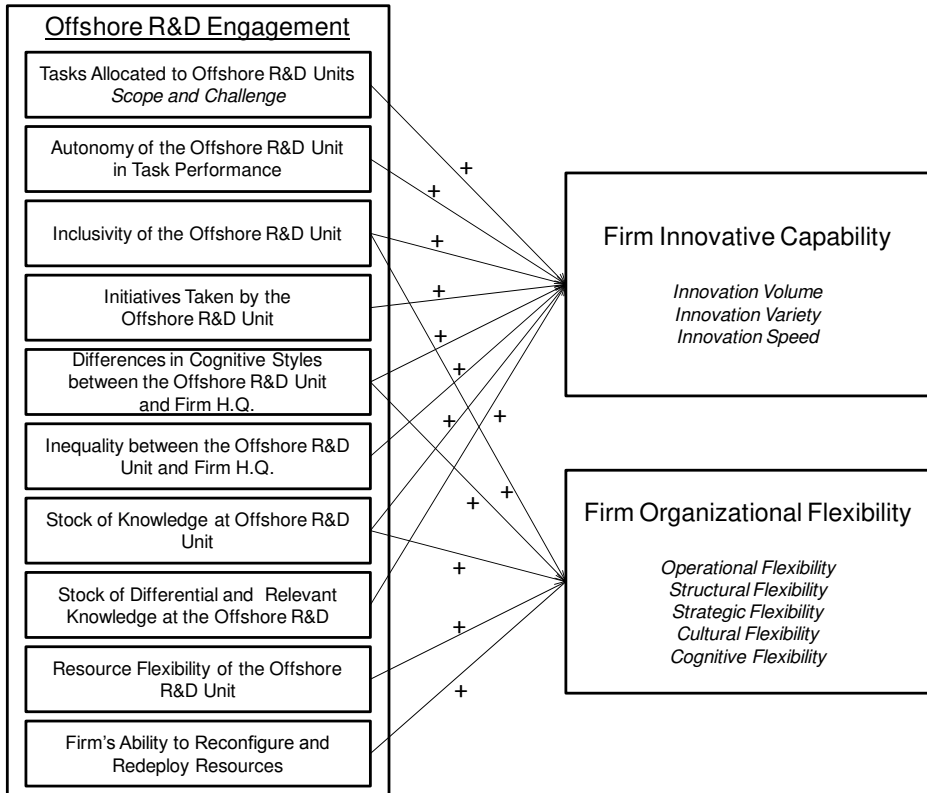 Offshore R&D Engagement
Tasks Allocated to Offshore R&D Units
Scope and Challenge
Autonomy of the Offshore R&D Unit
in Task Performance
Inclusivity of the Offshore R&D Unit
Initiatives Taken by the
Offshore R&D Unit
Differences in Cognitive Styles
between the Offshore R&D Unit
and Firm H.Q.
Inequality between the Offshore R&D
Unit and Firm H.Q.
Stock of Knowledge at Offshore R&D
Unit
Stock of Differential and Relevant
Knowledge at the Offshore R&D
Resource Flexibility of the Offshore
R&D Unit
Firm's Ability to Reconfigure and
Redeploy Resources
+
+
+
+
+
+
+
+
+
+
+
+
+
Firm Innovative Capability
Innovation Volume
Innovation Variety
Innovation Speed
Firm Organizational Flexibility
Operational Flexibility
Structural Flexibility
Strategic Flexibility
Cultural Flexibility
Cognitive Flexibility